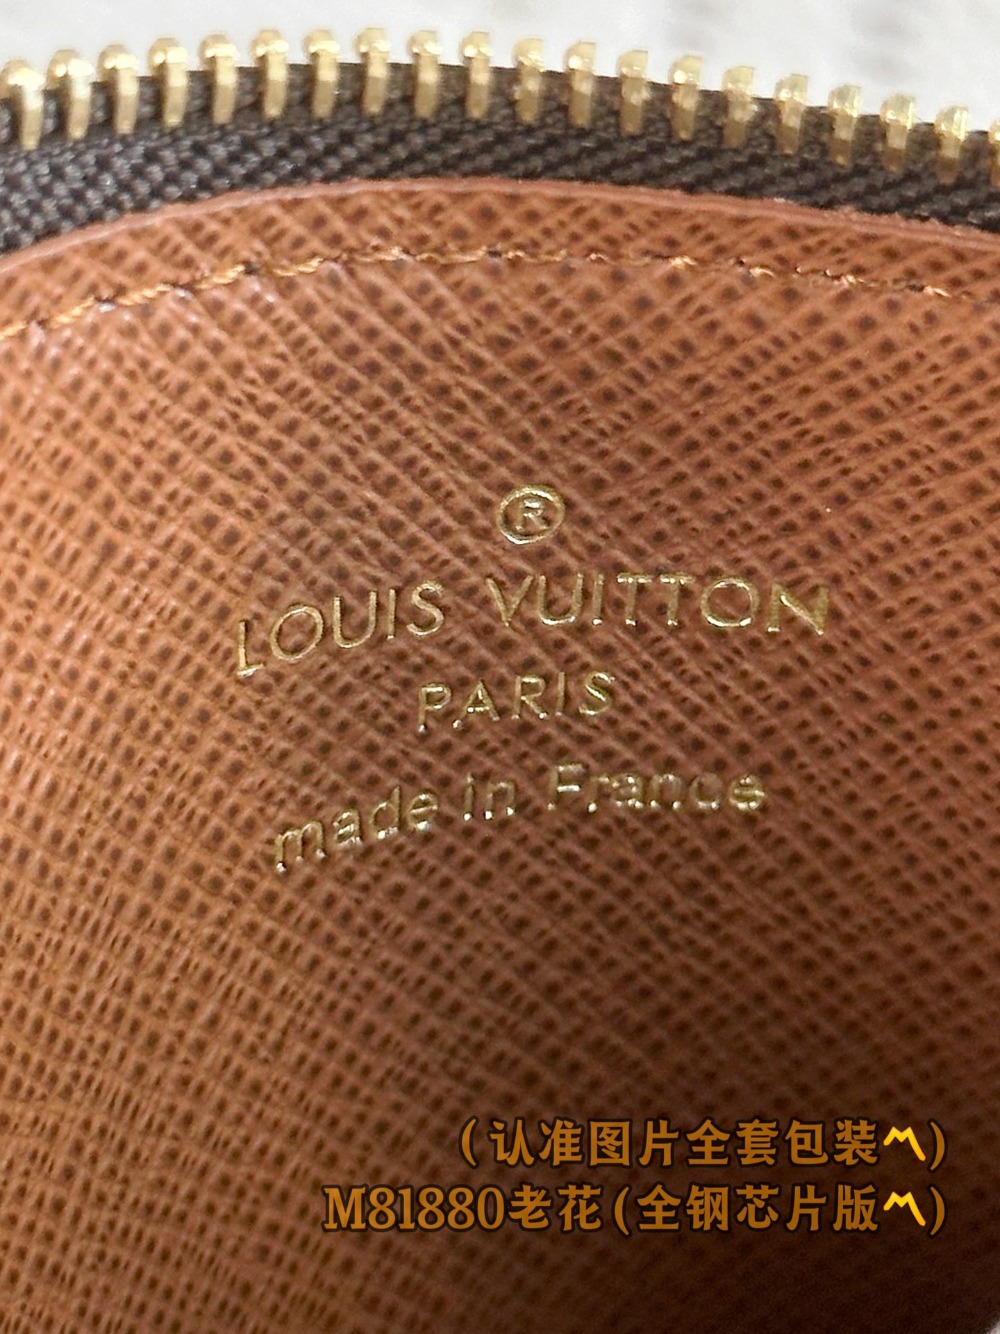 ®
LOUIS VUITTON
PARIS
made in France
(认准图片全套包装〽)
M81880老花(全钢芯片版〽)